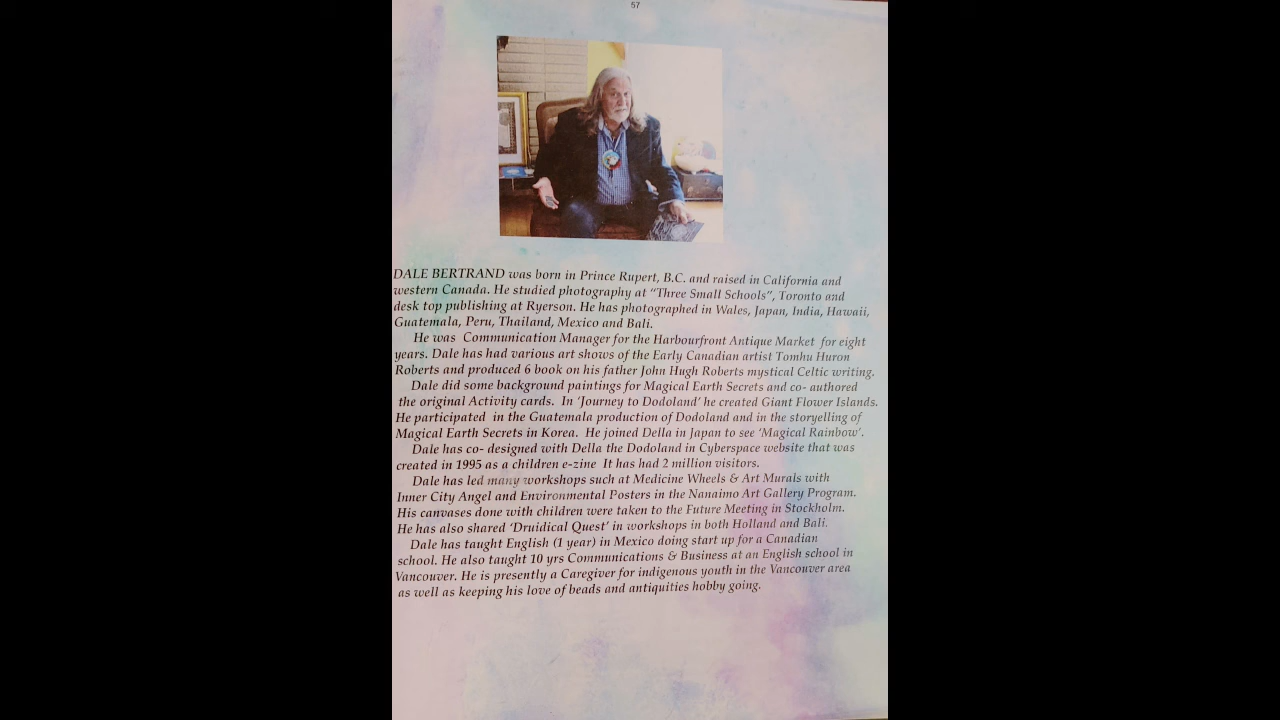 57
DALE BERTRAND was born in Prince Rupert, B.C. and raised in California and
western Canada. He studied photography at “Three Small Schools”, Toronto and
desk top publishing at Ryerson. He has photographed in Wales, Japan, India, Hawaii,
Guatemala, Peru, Thailand, Mexico and Bali.
He was Communication Manager for the Harbourfront Antique Market for eight
years. Dale has had various art shows of the Early Canadian artist Tomhu Huron
Roberts and produced 6 book on his father John Hugh Roberts mystical Celtic writing.
Dale did some background paintings for Magical Earth Secrets and co- authored
the original Activity cards. In ‘Journey to Dodoland’ he created Giant Flower Islands.
He participated in the Guatemala production of Dodoland and in the storyelling of
Magical Earth Secrets in Korea. He joined Della in Japan to see ‘Magical Rainbow’.
Dale has co- designed with Della the Dodoland in Cyberspace website that was
created in 1995 as a children e-zine It has had 2 million visitors.
Dale has led many workshops such at Medicine Wheels & Art Murals with
Inner City Angel and Environmental Posters in the Nanaimo Art Gallery Program.
His canvases done with children were taken to the Future Meeting in Stockholm.
He has also shared ‘Druidical Quest’ in workshops in both Holland and Bali.
Dale has taught English (1 year) in Mexico doing start up for a Canadian
school. He also taught 10 yrs Communications & Business at an English school in
Vancouver. He is presently a Caregiver for indigenous youth in the Vancouver area
as well as keeping his love of beads and antiquities hobby going.